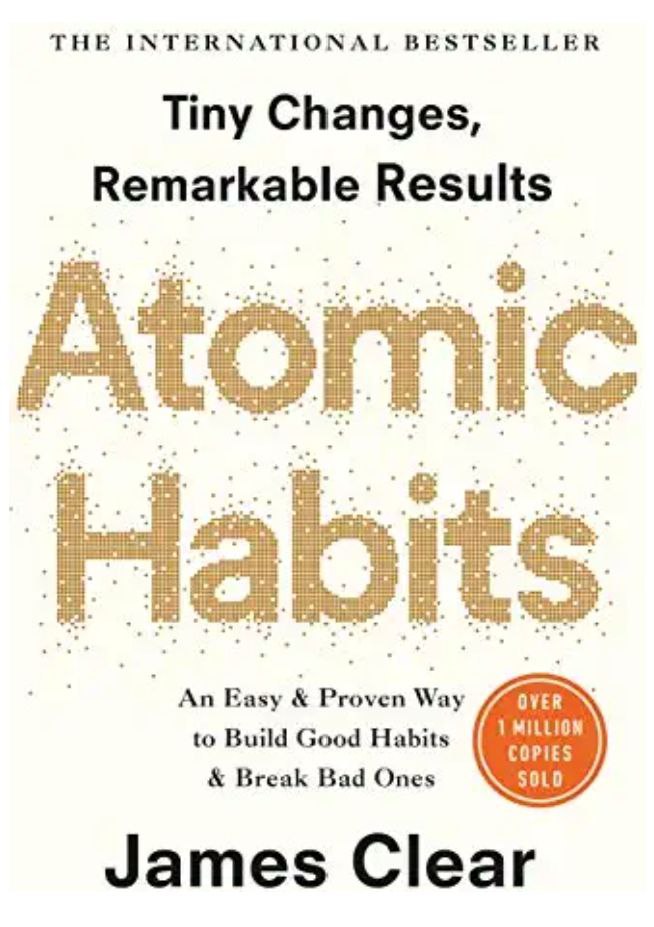 THE INTERNATIONAL BESTSELLER
Tiny Changes,
Remarkable Results
Atomic
Habits
An Easy & Proven Way
to Build Good Habits
& Break Bad Ones
OVER
1 MILLION
COPIES
SOLD
James Clear